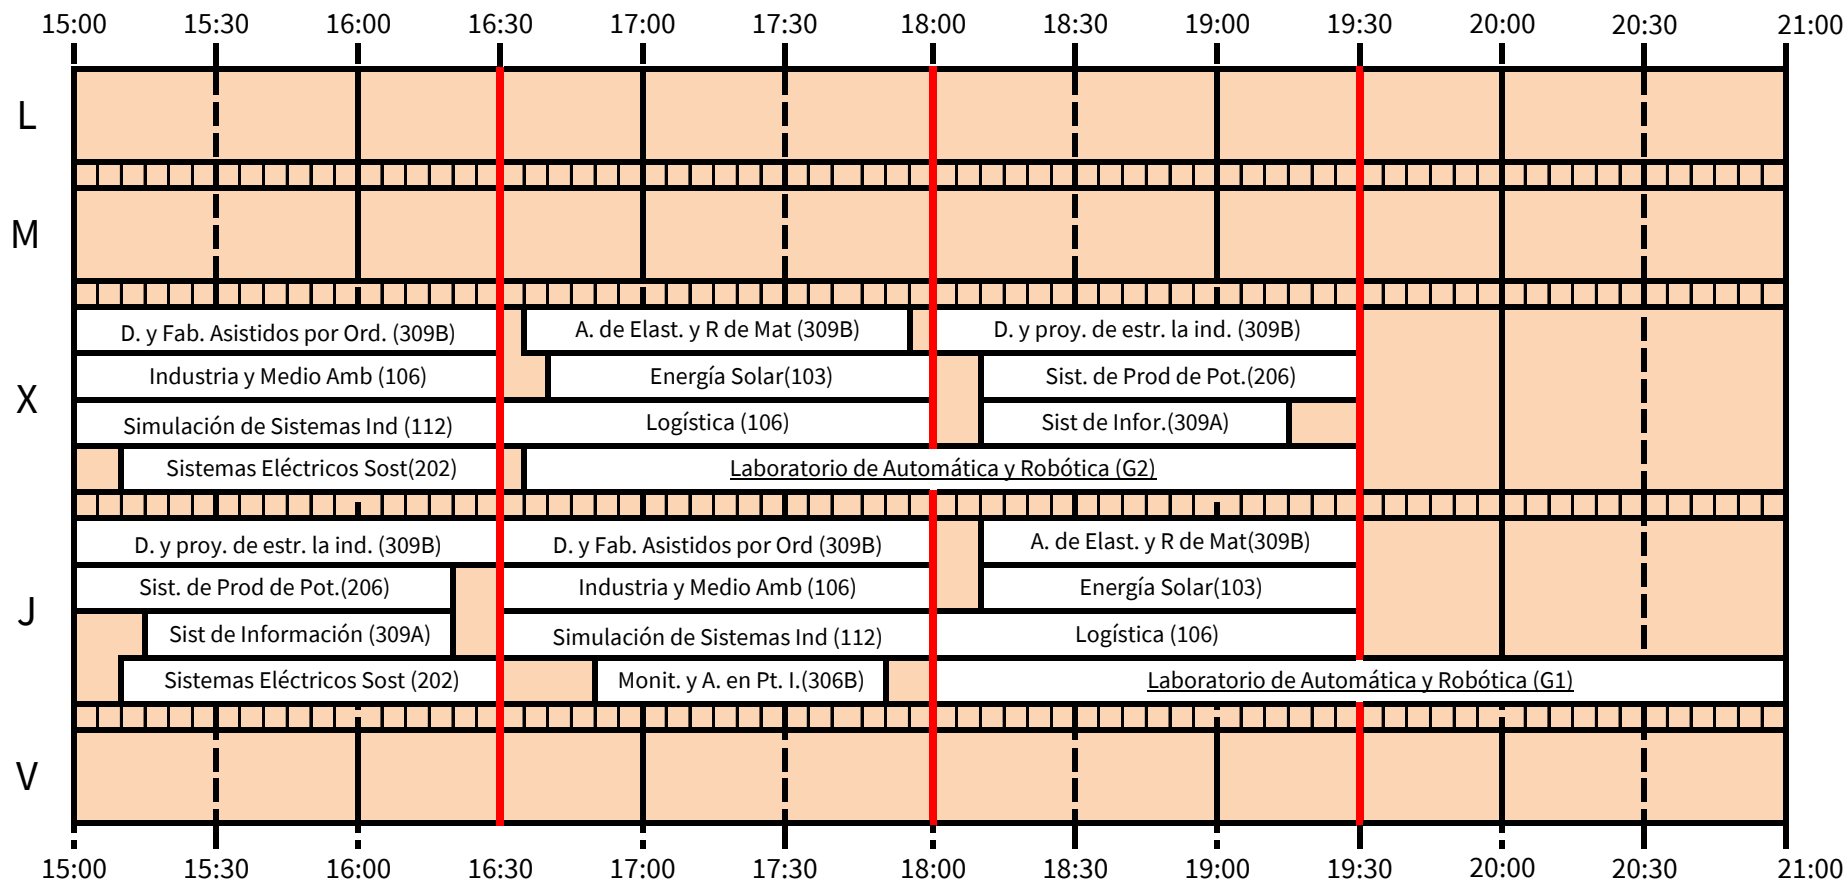 15:00 15:30 16:00 16:30 17:00 17:30 18:00 18:30 19:00 19:30 20:00 20:30 21:00
L
M
X
D. y Fab. Asistidos por Ord. (309B) A. de Elast. y R de Mat (309B) D. y proy. de estr. la ind. (309B)
Industria y Medio Amb (106) Energía Solar(103) Sist. de Prod de Pot.(206)
Simulación de Sistemas Ind (112) Logística (106) Sist de Infor.(309A)
Sistemas Eléctricos Sost(202) Laboratorio de Automática y Robótica (G2)
J
D. y proy. de estr. la ind. (309B) D. y Fab. Asistidos por Ord (309B) A. de Elast. y R de Mat(309B)
Sist. de Prod de Pot.(206) Industria y Medio Amb (106) Energía Solar(103)
Sist de Información (309A) Simulación de Sistemas Ind (112) Logística (106)
Sistemas Eléctricos Sost (202) Monit. y A. en Pt. I.(306B) Laboratorio de Automática y Robótica (G1)
V
15:00 15:30 16:00 16:30 17:00 17:30 18:00 18:30 19:00 19:30 20:00 20:30 21:00